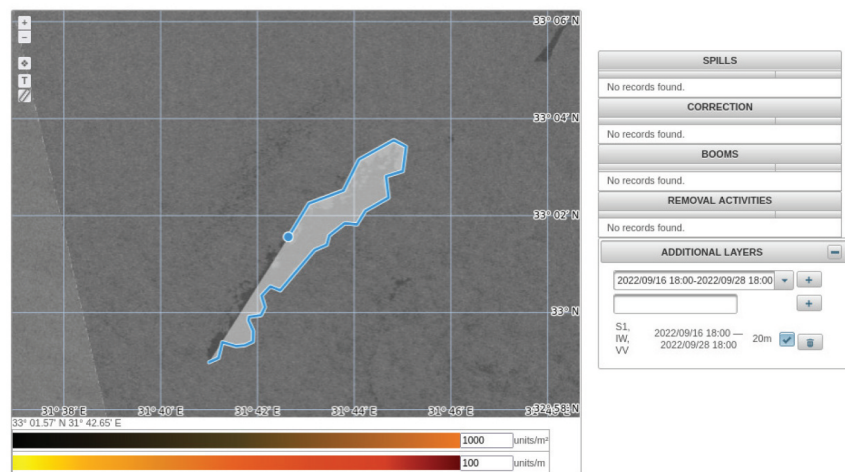 +
−
T
33° 06' N
33° 04' N
33° 02' N
33° N
32° 58' N
31° 38' E
31° 40' E
31° 42' E
31° 44' E
31° 46' E
33° 01.57' N 31° 42.65' E
1000 units/m²
100 units/m
SPILLS
No records found.
CORRECTION
No records found.
BOOMS
No records found.
REMOVAL ACTIVITIES
No records found.
ADDITIONAL LAYERS
2022/09/16 18:00-2022/09/28 18:00
+
+
S1,
IW,
VV
2022/09/16 18:00 —
2022/09/28 18:00
20m